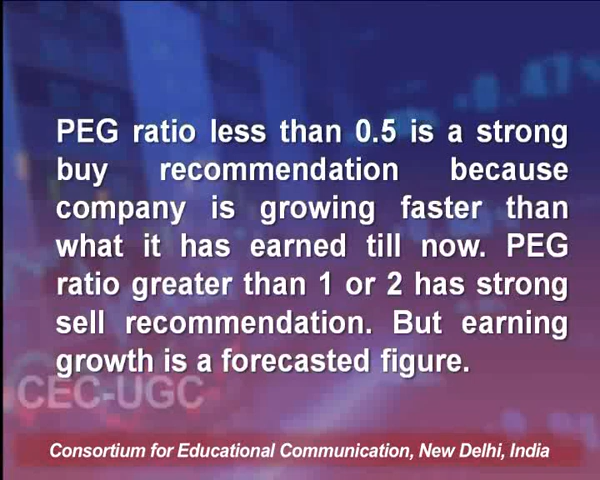 PEG ratio less than 0.5 is a strong
buy recommendation because
company is growing faster than
what it has earned till now. PEG
ratio greater than 1 or 2 has strong
sell recommendation. But earning
growth is a forecasted figure.
CEC-UGC
Consortium for Educational Communication, New Delhi, India